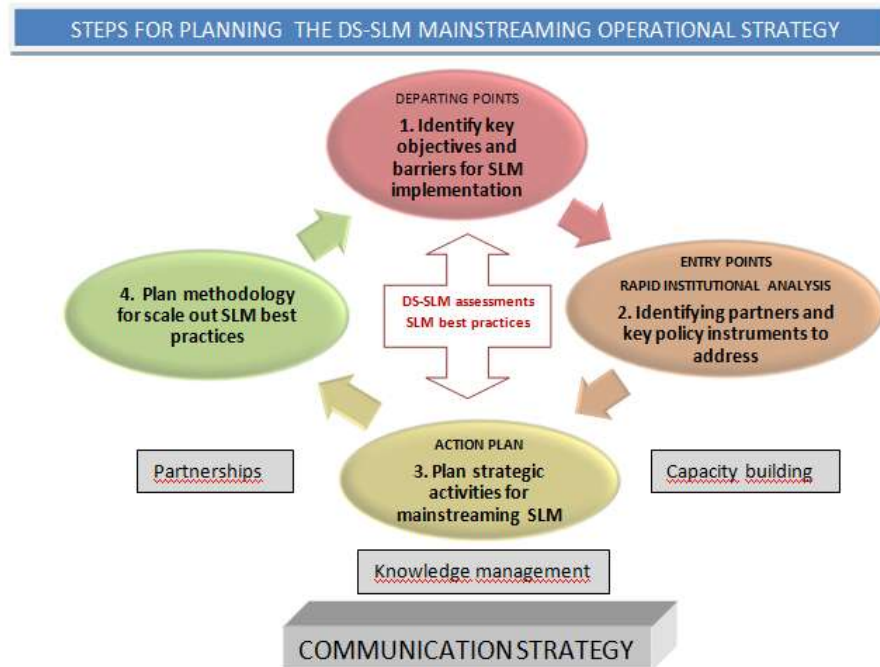 STEPS FOR PLANNING THE DS-SLM MAINSTREAMING OPERATIONAL STRATEGY
DEPARTING POINTS
1. Identify key
objectives and
barriers for SLM
implementation
ENTRY POINTS
RAPID INSTITUTIONAL ANALYSIS
2. Identifying partners and
key policy instruments to
address
4. Plan methodology
for scale out SLM best
practices
DS-SLM assessments
SLM best practices
ACTION PLAN
3. Plan strategic
activities for
mainstreaming SLM
Partnerships
Capacity building
Knowledge management
COMMUNICATION STRATEGY